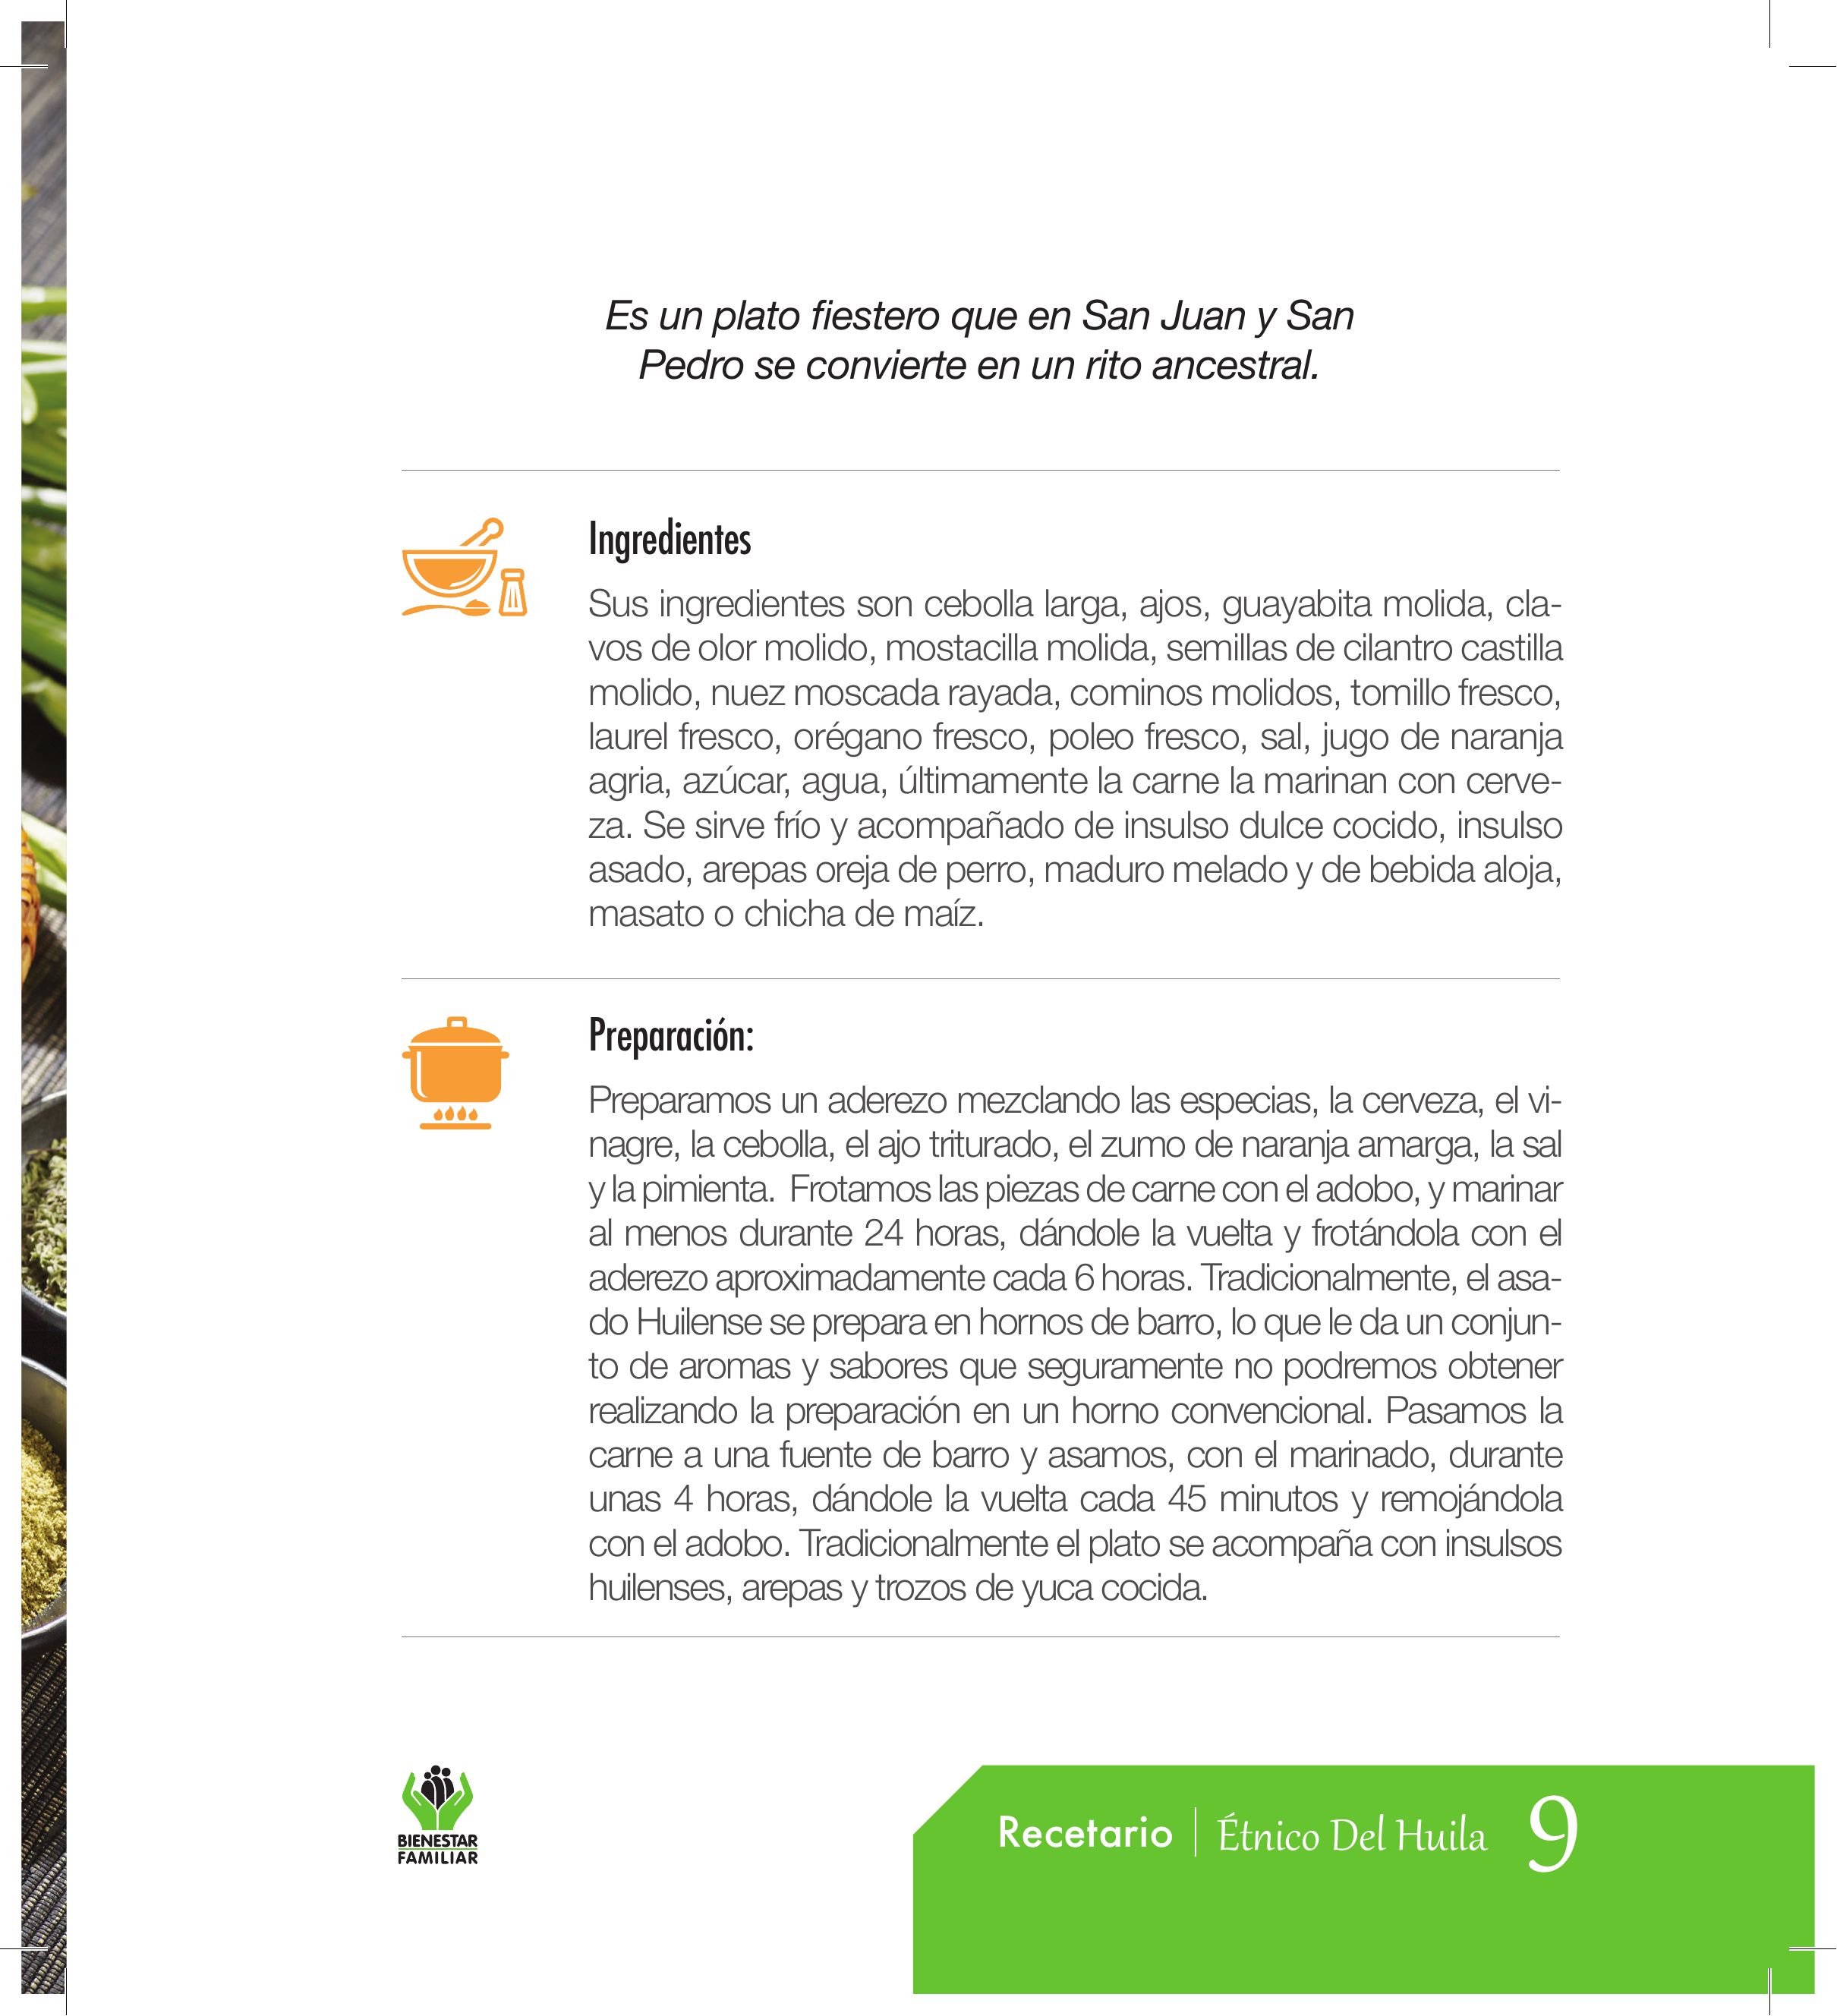 Es un plato fiestero que en San Juan y San
Pedro se convierte en un rito ancestral.
Ingredientes
Sus ingredientes son cebolla larga, ajos, guayabita molida, cla-
vos de olor molido, mostacilla molida, semillas de cilantro castilla
molido, nuez moscada rayada, cominos molidos, tomillo fresco,
laurel fresco, orégano fresco, poleo fresco, sal, jugo de naranja
agria, azúcar, agua, últimamente la carne la marinan con cerve-
za. Se sirve frío y acompañado de insulso dulce cocido, insulso
asado, arepas oreja de perro, maduro melado y de bebida aloja,
masato o chicha de maíz.
Preparación:
Preparamos un aderezo mezclando las especias, la cerveza, el vi-
nagre, la cebolla, el ajo triturado, el zumo de naranja amarga, la sal
y la pimienta.  Frotamos las piezas de carne con el adobo, y marinar
al menos durante 24 horas, dándole la vuelta y frotándola con el
aderezo aproximadamente cada 6 horas. Tradicionalmente, el asa-
do Huilense se prepara en hornos de barro, lo que le da un conjun-
to de aromas y sabores que seguramente no podremos obtener
realizando la preparación en un horno convencional. Pasamos la
carne a una fuente de barro y asamos, con el marinado, durante
unas 4 horas, dándole la vuelta cada 45 minutos y remojándola
con el adobo. Tradicionalmente el plato se acompaña con insulsos
huilenses, arepas y trozos de yuca cocida.
BIENESTAR
FAMILIAR
Recetario | Étnico Del Huila 9